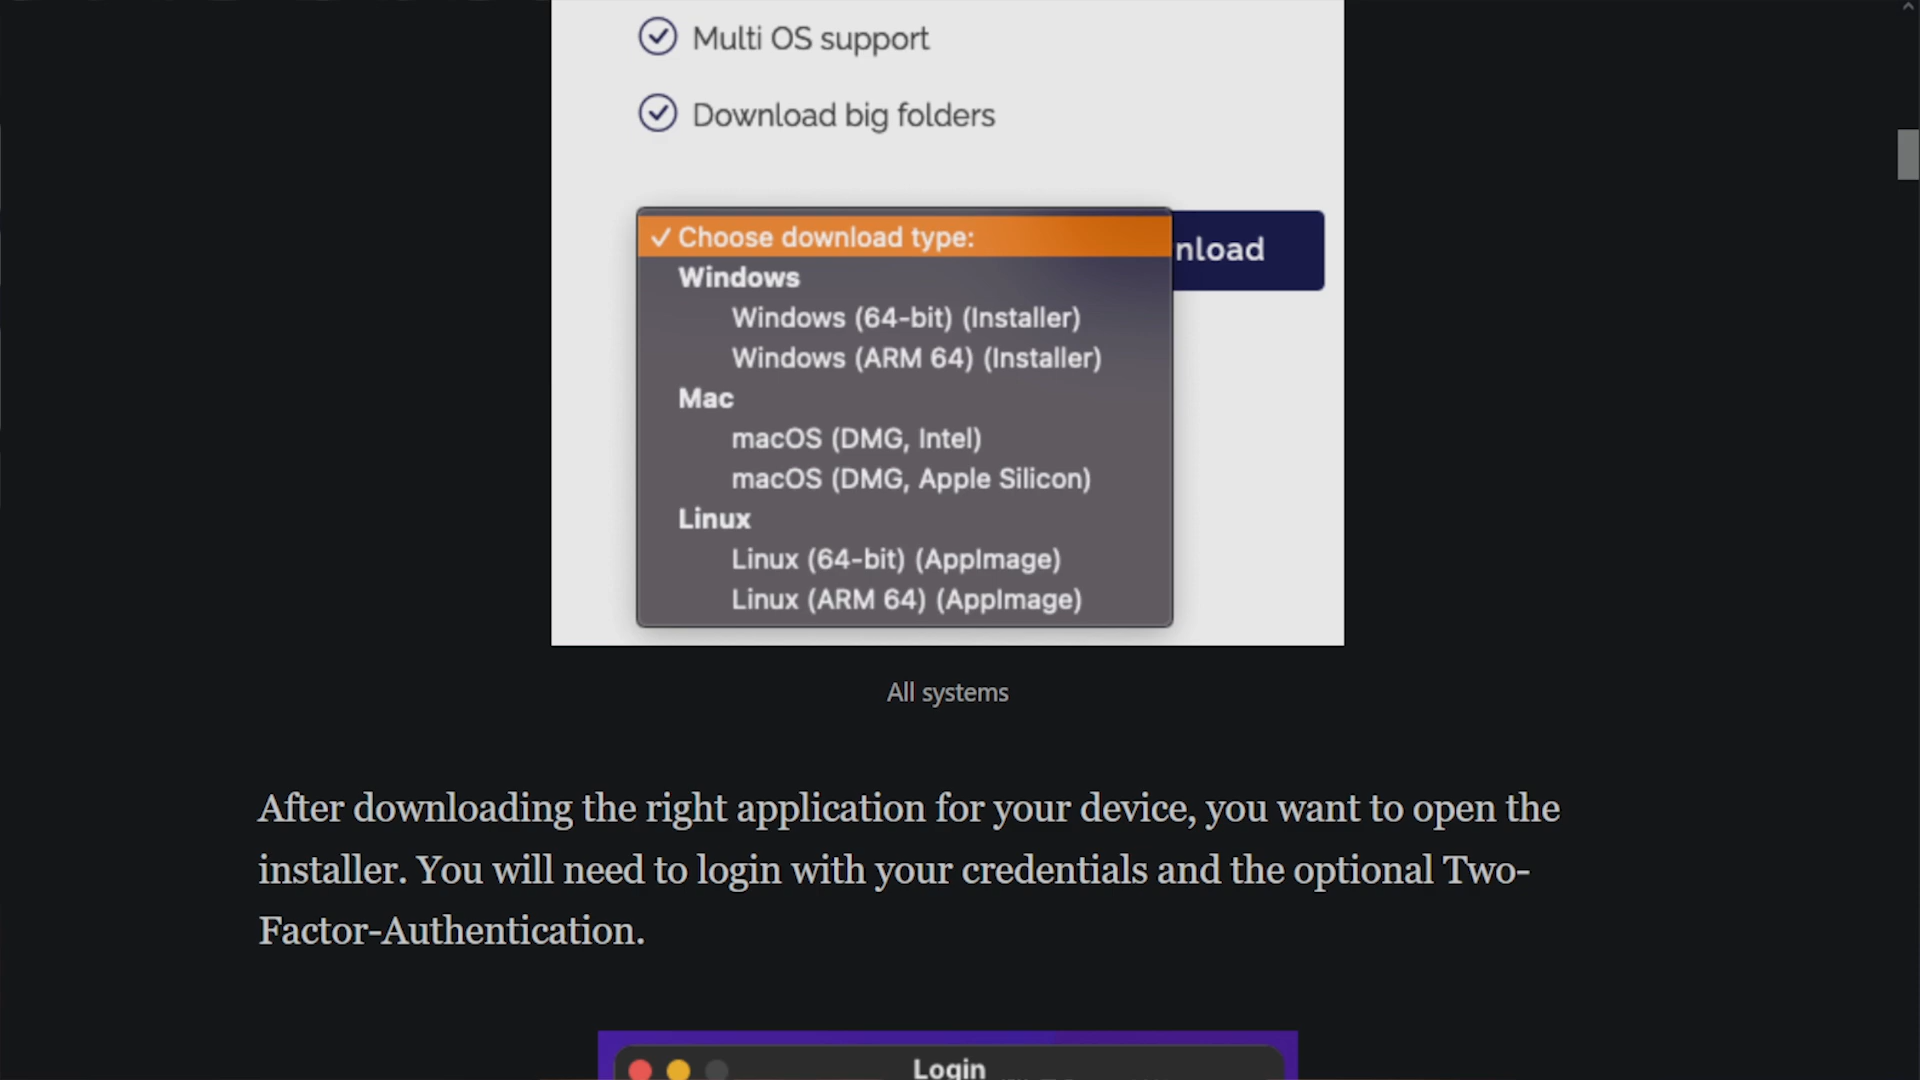 Multi OS support
Download big folders
✓ Choose download type:
nload
Windows
Windows (64-bit) (Installer)
Windows (ARM 64) (Installer)
Mac
macOS (DMG, Intel)
macOS (DMG, Apple Silicon)
Linux
Linux (64-bit) (AppImage)
Linux (ARM 64) (AppImage)
All systems
After downloading the right application for your device, you want to open the
installer. You will need to login with your credentials and the optional Two-
Factor-Authentication.
Login